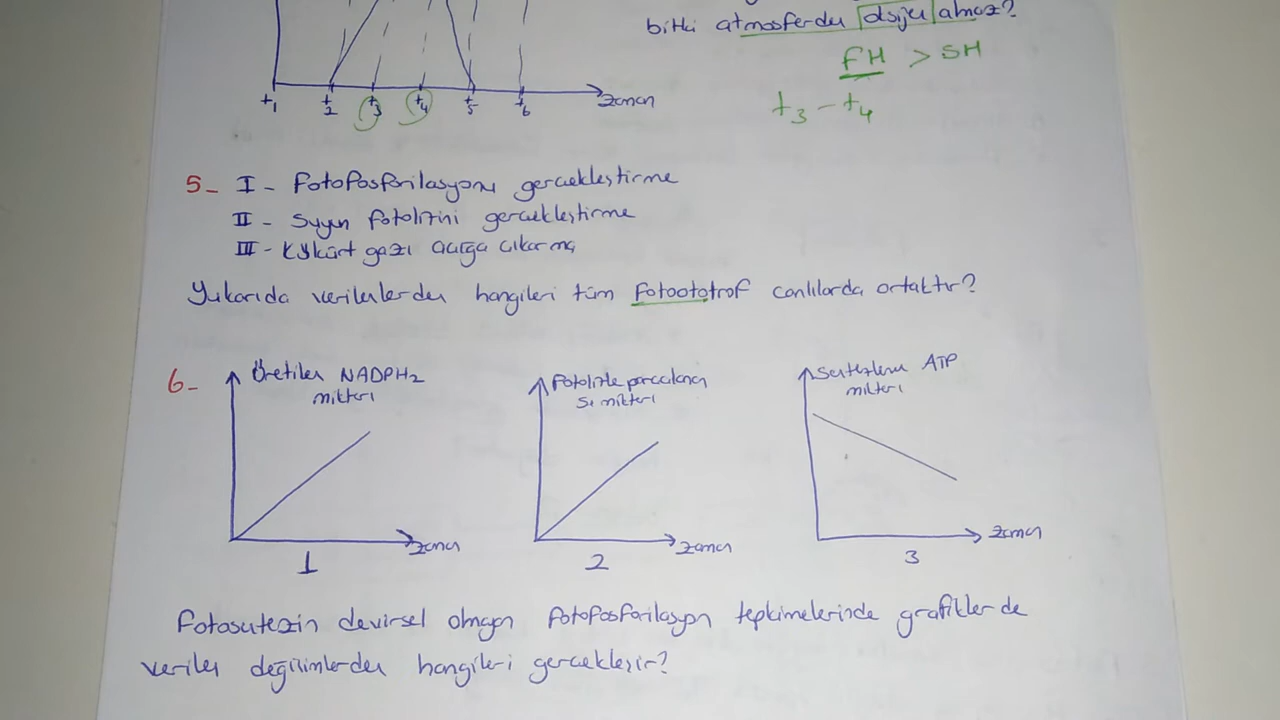 bitki atmosferden oksijen almaz?
FH > SH
t3 - t4
t1 t2 t3 t4 t5 t6 zaman
5- I - Fotofosforilasyonu gerçekleştirme
II - Suyun fotolizini gerçekleştirme
III - Kükürt gazı açığa çıkarma
Yukarıda verilenlerden hangileri tüm fotoototrof canlılarda ortaktır?
6- Üretilen NADPH2 miktarı
zaman
1
Fotolizle parçalanan su miktarı
zaman
2
Sentezlenen ATP miktarı
zaman
3
Fotosentezin devirsel olmayan fotofosforilasyon tepkimelerinde grafiklerde
verilen değişimlerden hangileri gerçekleşir?